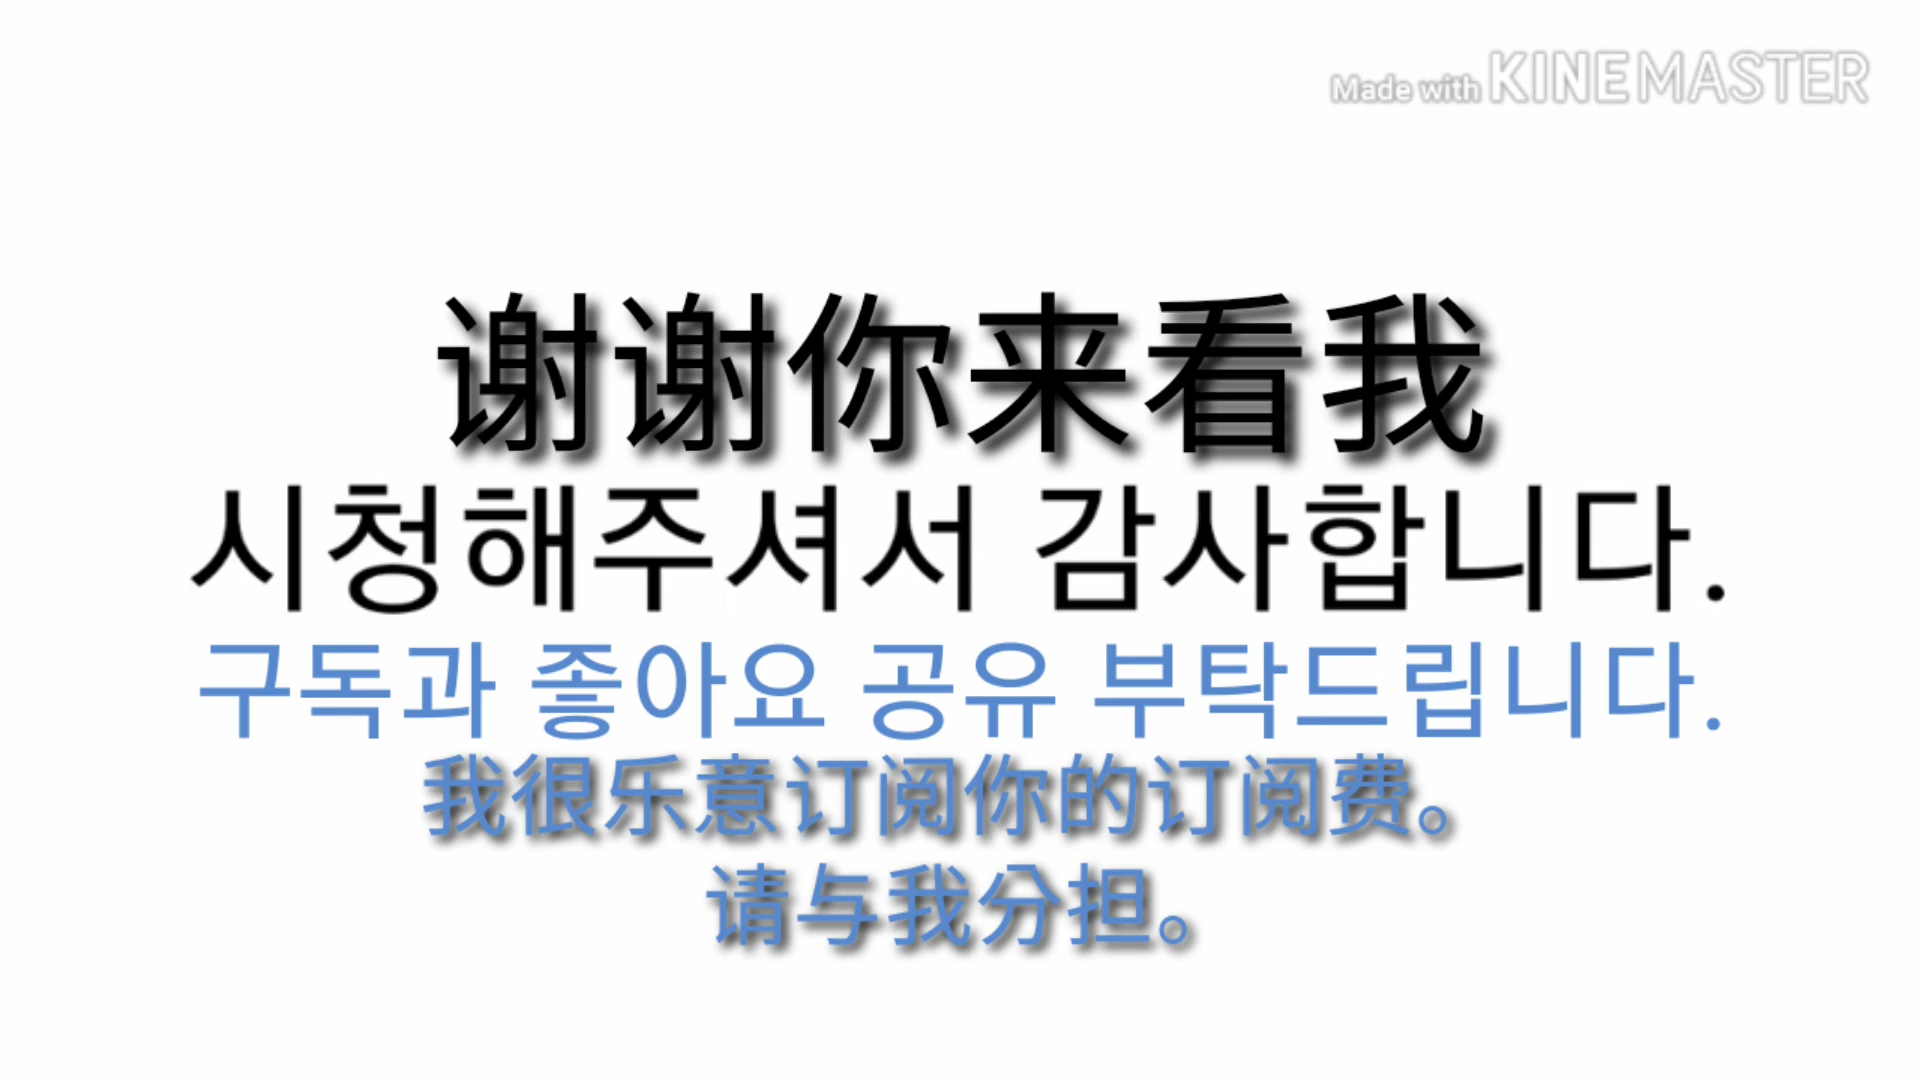 Made with KINEMASTER
谢谢你来看我
시청해주셔서 감사합니다.
구독과 좋아요 공유 부탁드립니다.
我很乐意订阅你的订阅费。
请与我分担。